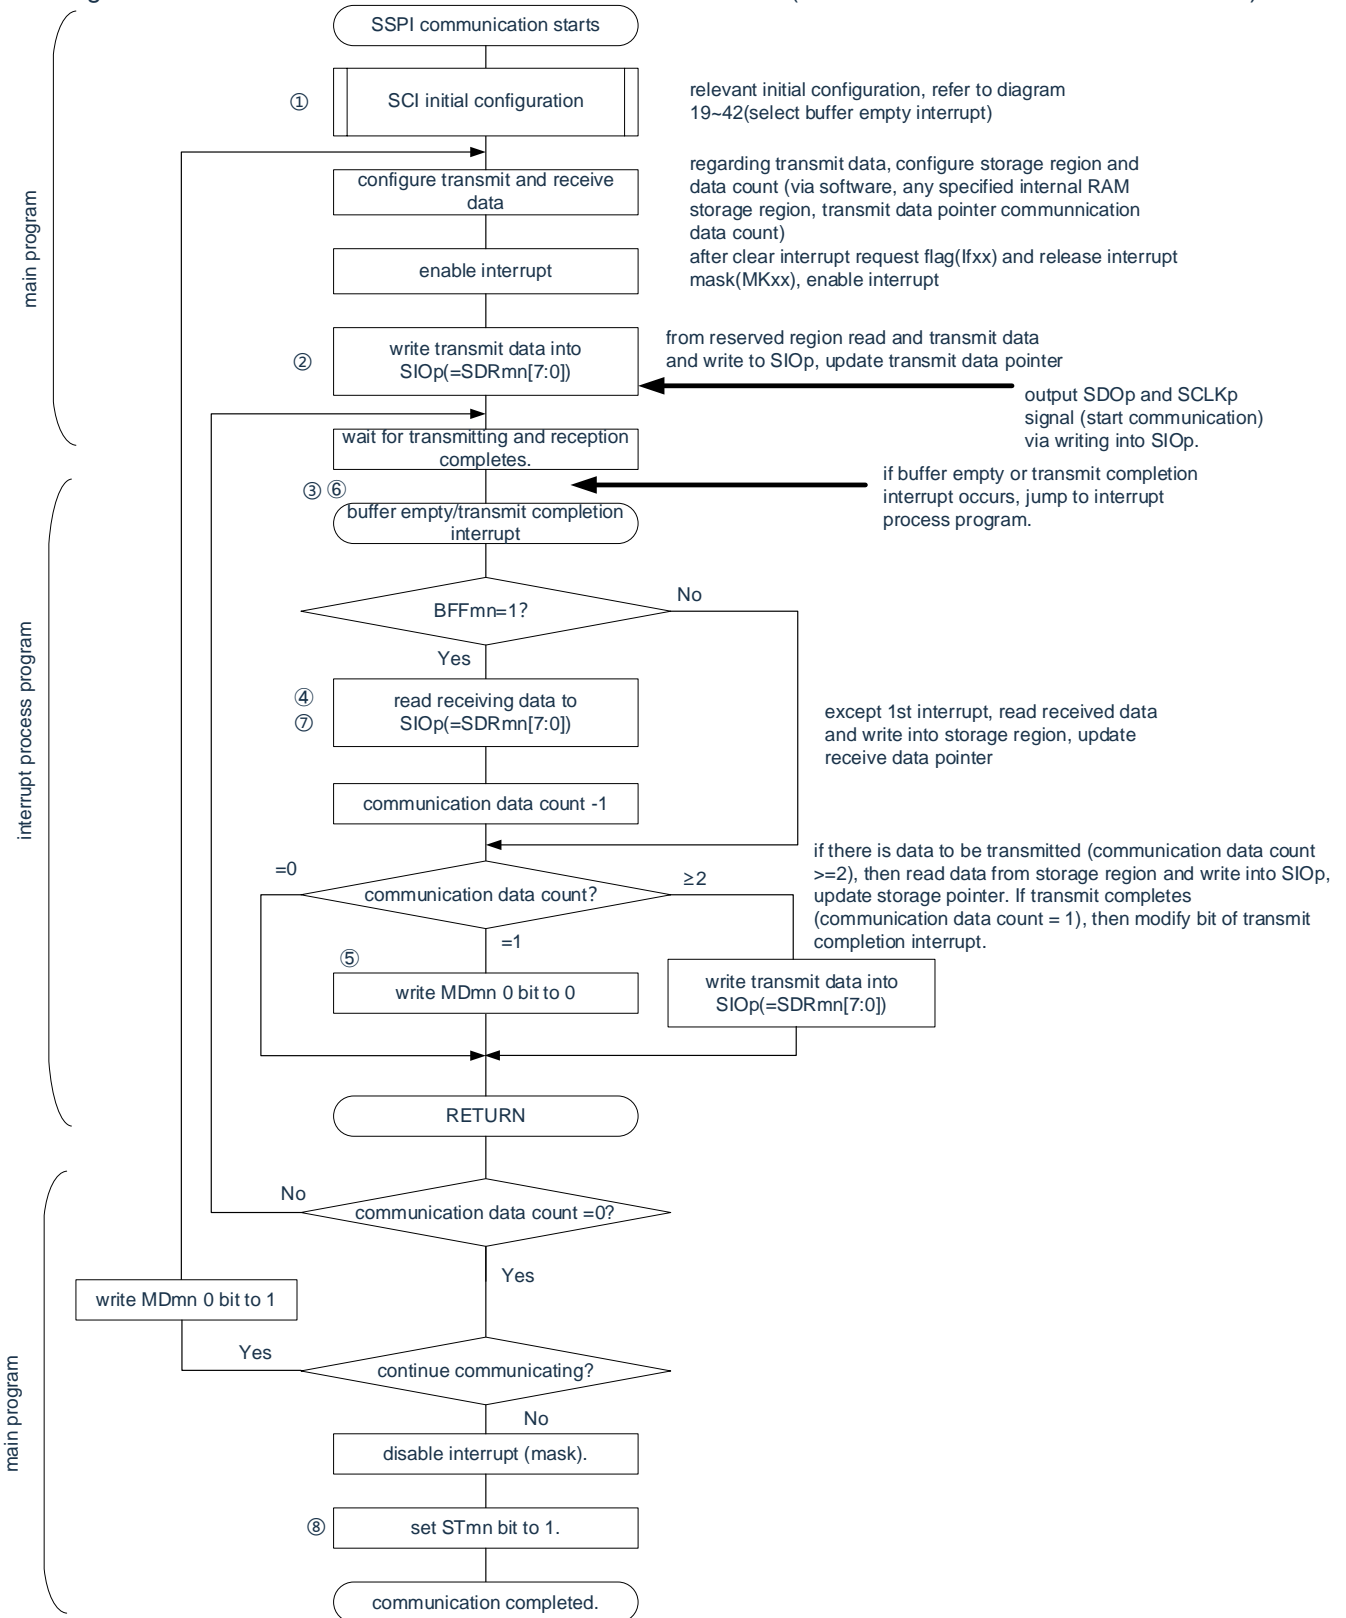 SSPI communication starts
①
SCI initial configuration
relevant initial configuration, refer to diagram
19~42(select buffer empty interrupt)
configure transmit and receive
data
regarding transmit data, configure storage region and
data count (via software, any specified internal RAM
storage region, transmit data pointer communnication
data count)
after clear interrupt request flag(Ifxx) and release interrupt
mask(MKxx), enable interrupt
main program
enable interrupt
②
write transmit data into
SIOp(=SDRmn[7:0])
from reserved region read and transmit data
and write to SIOp, update transmit data pointer
output SDOp and SCLKp
signal (start communication)
via writing into SIOp.
wait for transmitting and reception
completes.
③ ⑥
if buffer empty or transmit completion
interrupt occurs, jump to interrupt
process program.
buffer empty/transmit completion
interrupt
BFFmn=1?
No
Yes
interrupt process program
④
⑦
read receiving data to
SIOp(=SDRmn[7:0])
except 1st interrupt, read received data
and write into storage region, update
receive data pointer
communication data count -1
=0
communication data count?
≥2
=1
if there is data to be transmitted (communication data count
>=2), then read data from storage region and write into SIOp,
update storage pointer. If transmit completes
(communication data count = 1), then modify bit of transmit
completion interrupt.
⑤
write MDmn 0 bit to 0
write transmit data into
SIOp(=SDRmn[7:0])
RETURN
No
communication data count =0?
Yes
write MDmn 0 bit to 1
Yes
continue communicating?
No
main program
disable interrupt (mask).
⑧
set STmn bit to 1.
communication completed.